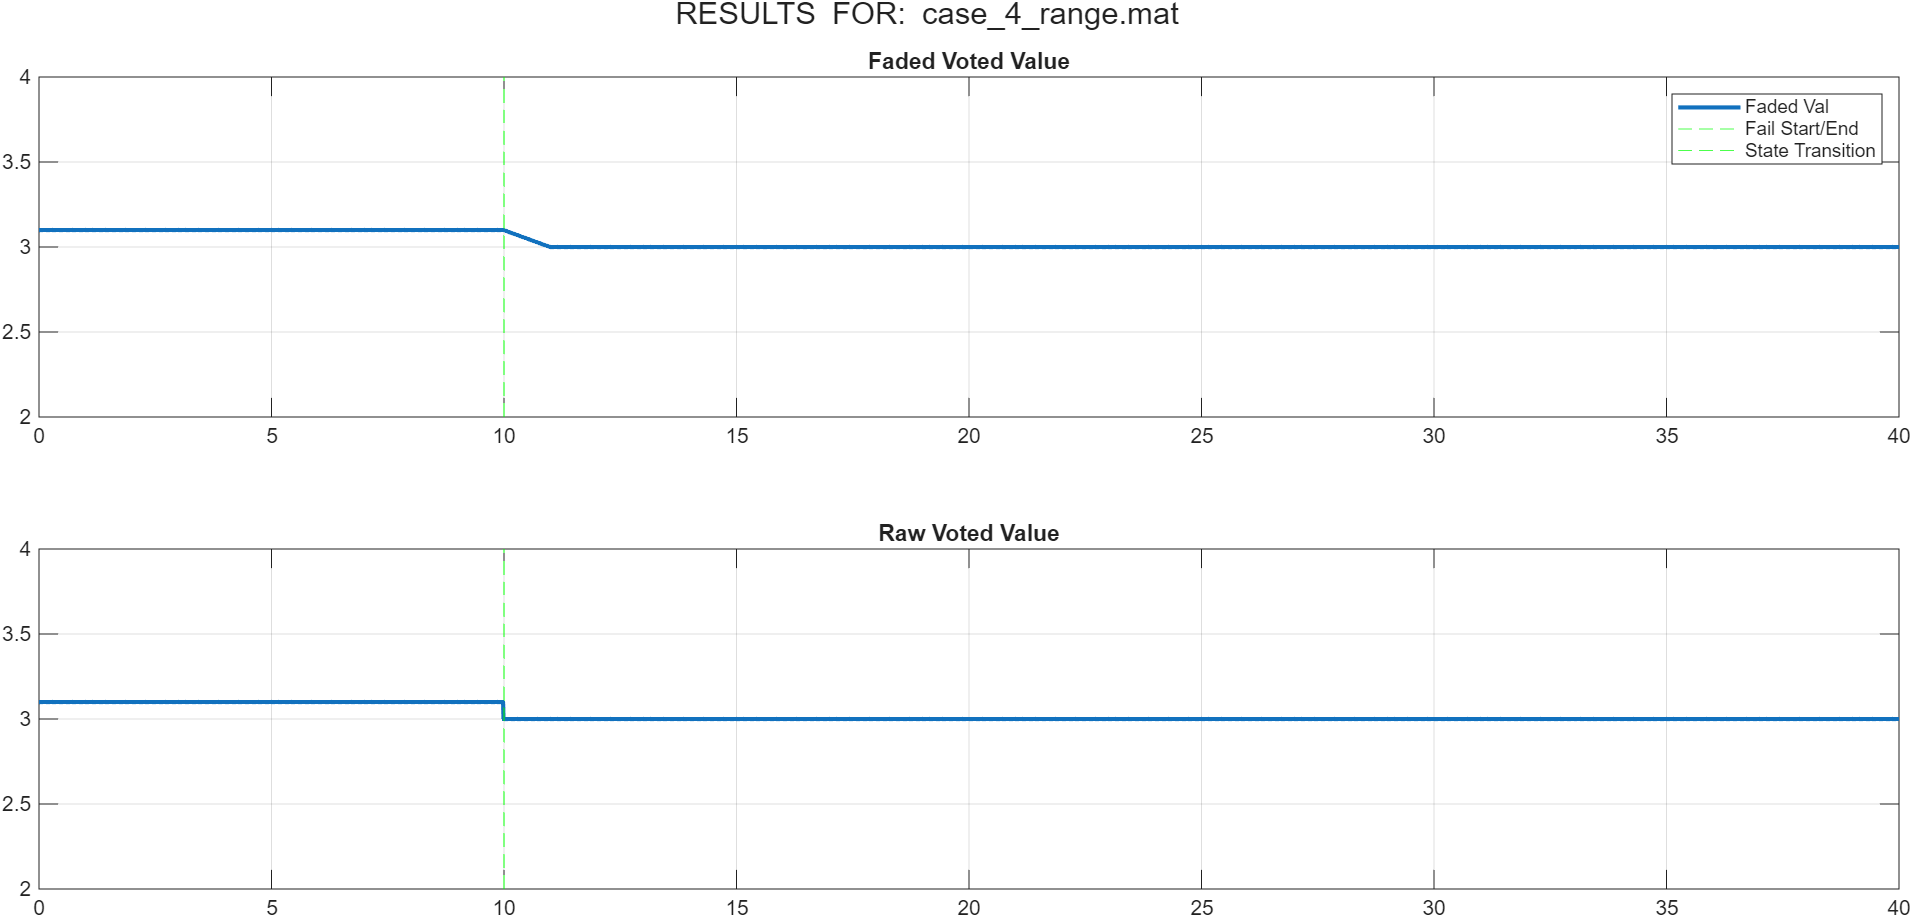 RESULTS FOR: case_4_range.mat
Faded Voted Value
4
3.5
3
2.5
2
0 5 10 15 20 25 30 35 40
Faded Val
Fail Start/End
State Transition
Raw Voted Value
4
3.5
3
2.5
2
0 5 10 15 20 25 30 35 40